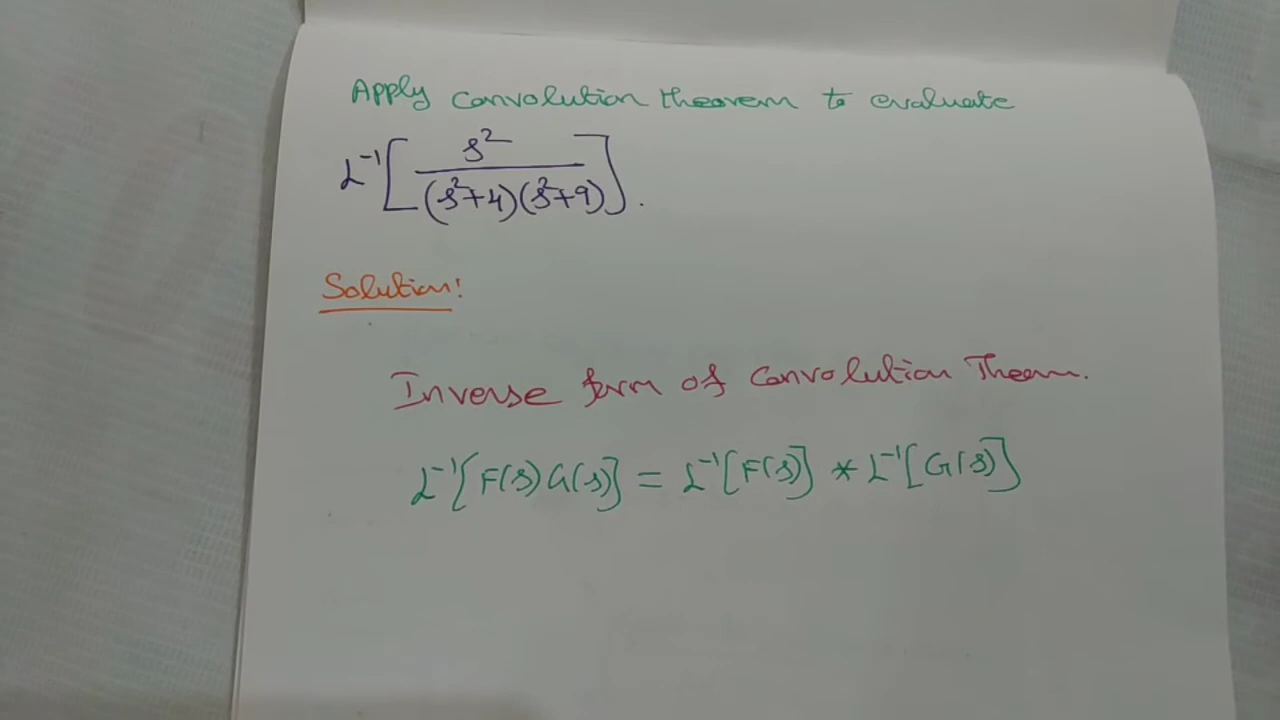 Apply convolution theorem to evaluate
L⁻¹[s²/((s²+4)(s²+9))].
Solution:
Inverse form of Convolution Theorem.
L⁻¹[F(s)G(s)] = L⁻¹[F(s)] * L⁻¹[G(s)]